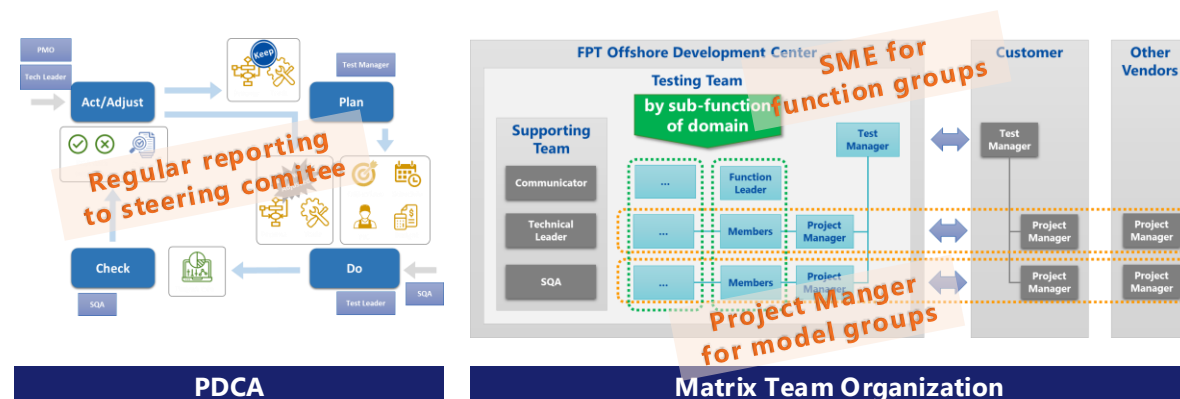 PMO
Tech Leader
Act/Adjust
Keep
Test Manager
Plan
Regular reporting
to steering comitee
Check
SQA
Do
Test Leader
SQA
PDCA
FPT Offshore Development Center
Testing Team
by sub-function
of domain
SME for
function groups
Supporting
Team
Communicator
Technical
Leader
SQA
...
Function
Leader
Test
Manager
...
Members
Project
Manager
...
Members
Project
Manager
Project Manger
for model groups
Customer
Test
Manager
Project
Manager
Project
Manager
Other
Vendors
Project
Manager
Project
Manager
Matrix Team Organization